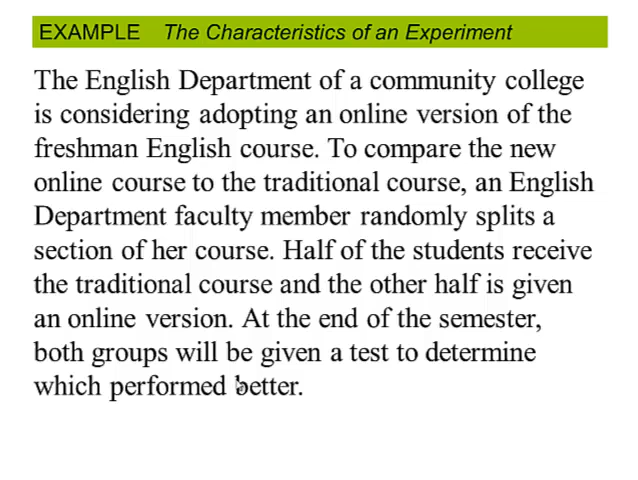 EXAMPLE The Characteristics of an Experiment
The English Department of a community college
is considering adopting an online version of the
freshman English course. To compare the new
online course to the traditional course, an English
Department faculty member randomly splits a
section of her course. Half of the students receive
the traditional course and the other half is given
an online version. At the end of the semester,
both groups will be given a test to determine
which performed better.